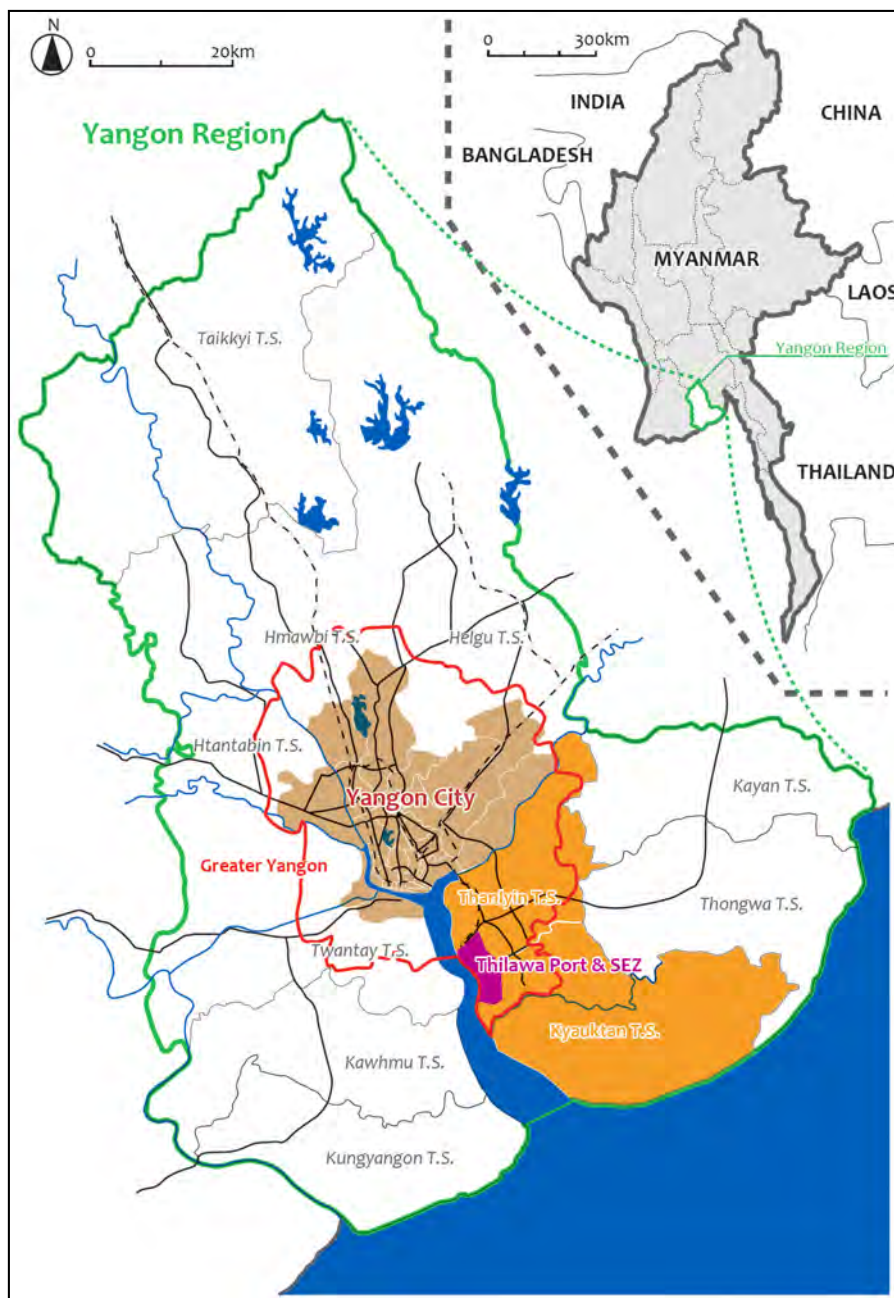 N
0 20km
0 300km
INDIA
CHINA
BANGLADESH
MYANMAR
LAOS
Yangon Region
THAILAND
Yangon Region
Taikkyi T.S.
Hmawbi T.S.
Helgu T.S.
Htantabin T.S.
Yangon City
Kayan T.S.
Greater Yangon
Thanlyin T.S.
Thongwa T.S.
Twantay T.S.
Thilawa Port & SEZ
Kyauktan T.S.
Kawhmu T.S.
Kungyangon T.S.